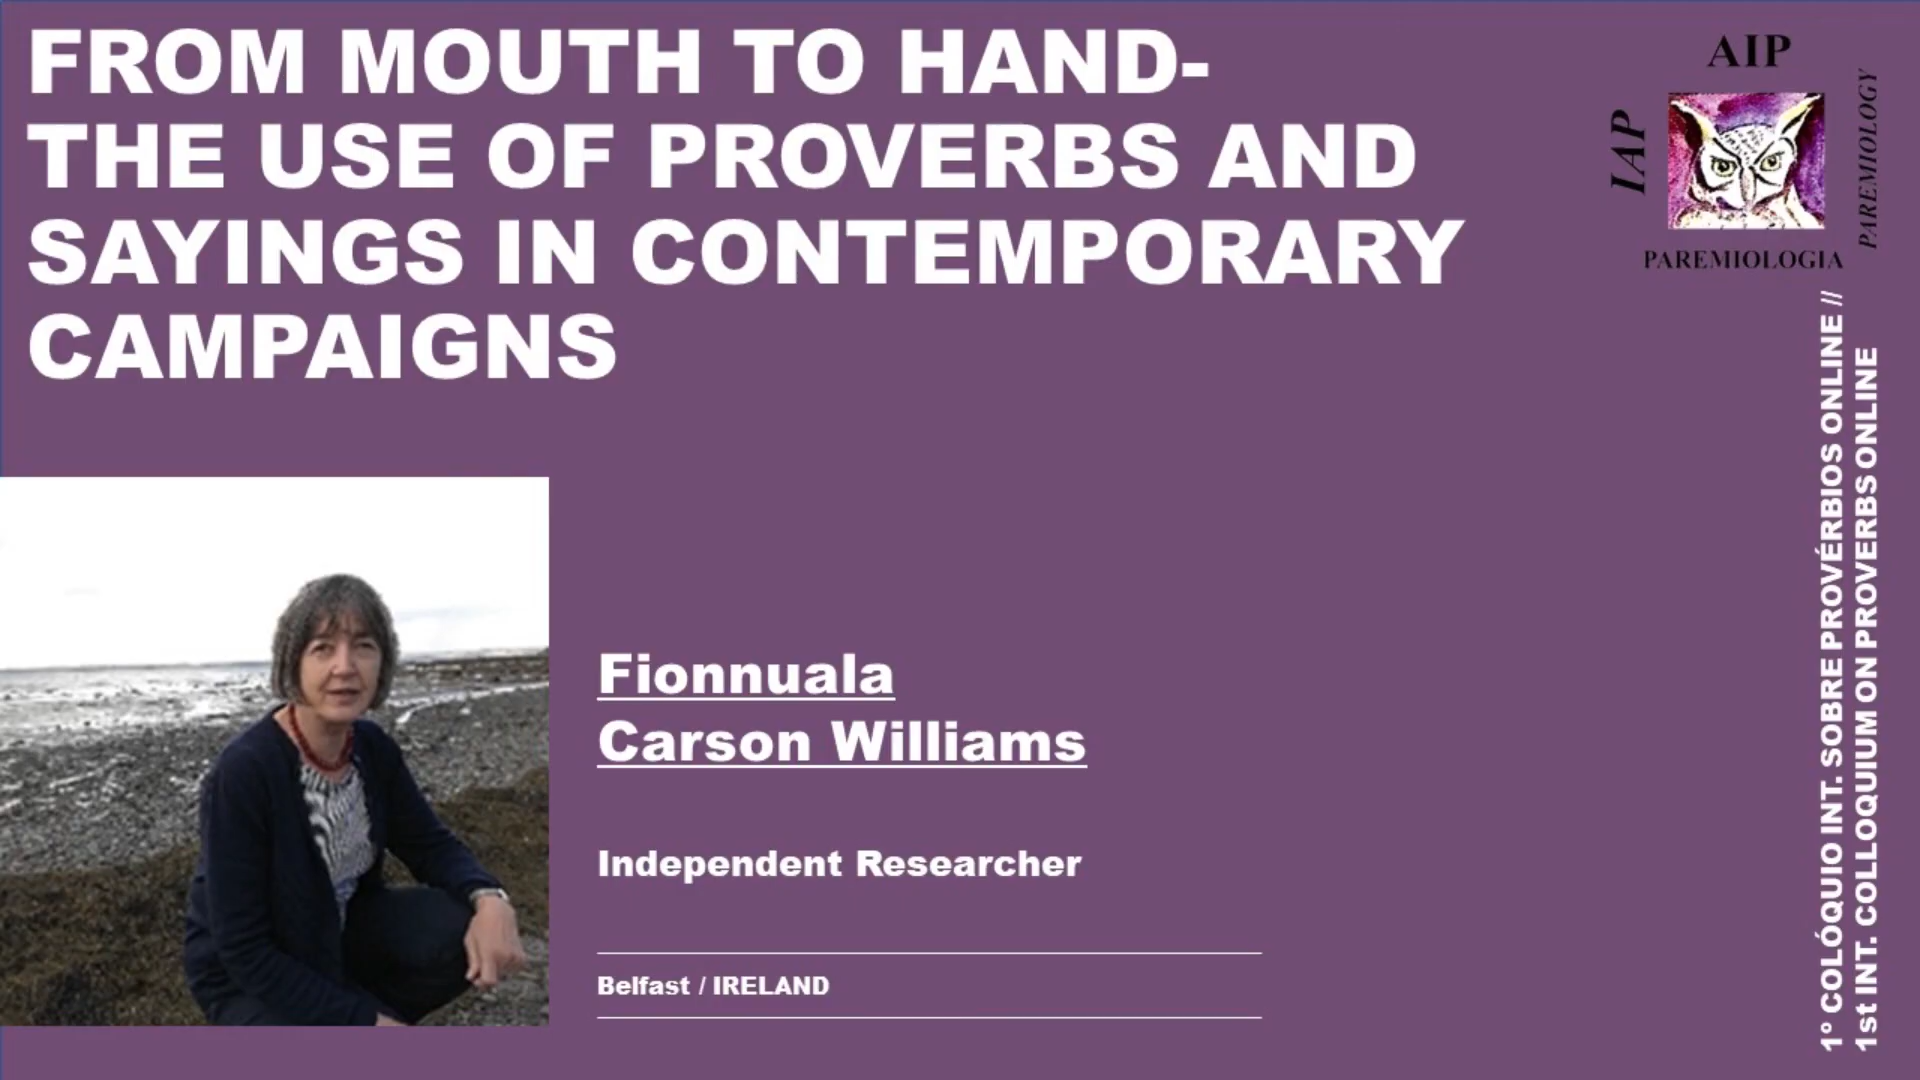 FROM MOUTH TO HAND-
THE USE OF PROVERBS AND
SAYINGS IN CONTEMPORARY
CAMPAIGNS
AIP
IAP
PAREMIOLOGY
PAREMIOLOGIA
Fionnuala
Carson Williams
Independent Researcher
Belfast / IRELAND
1º COLÓQUIO INT. SOBRE PROVÉRBIOS ONLINE //
1st INT. COLLOQUIUM ON PROVERBS ONLINE